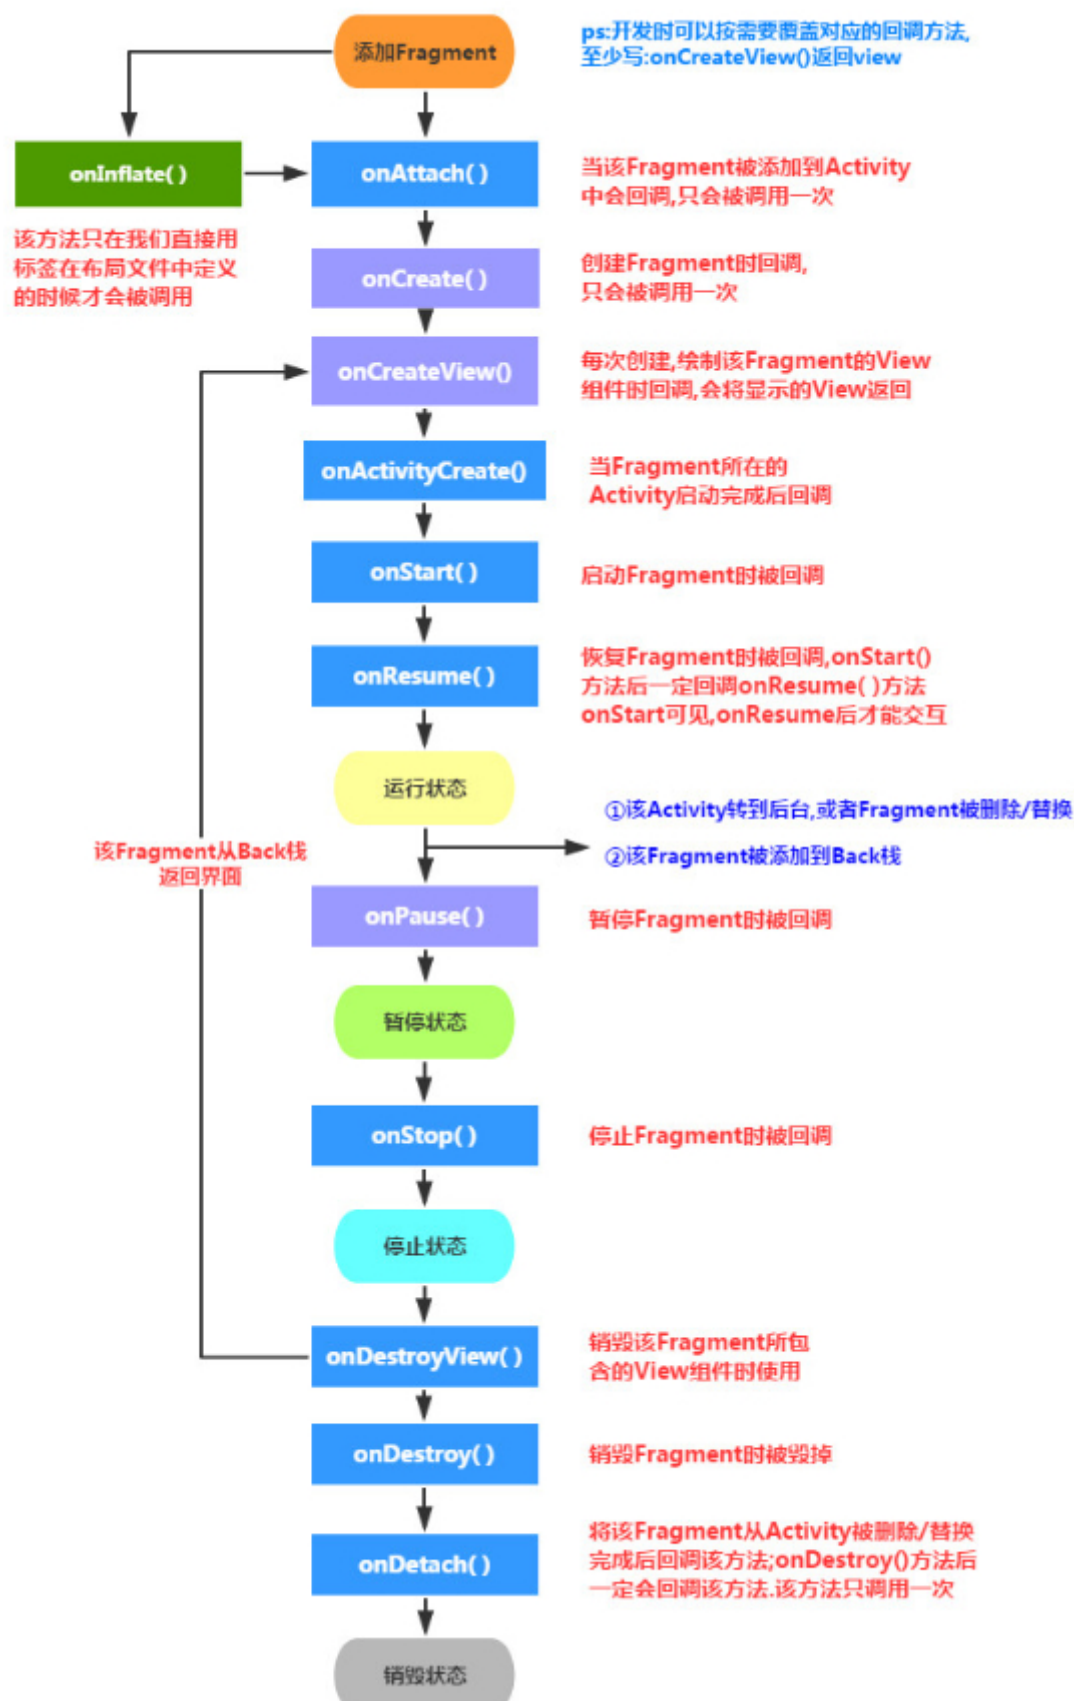 添加Fragment
ps:开发时可以按需要覆盖对应的回调方法,
至少写:onCreateView()返回view
onInflate( )
onAttach( )
当该Fragment被添加到Activity
中会回调,只会被调用一次
该方法只在我们直接用
标签在布局文件中定义
的时候才会被调用
onCreate( )
创建Fragment时回调,
只会被调用一次
onCreateView()
每次创建,绘制该Fragment的View
组件时回调,会将显示的View返回
onActivityCreate()
当Fragment所在的
Activity启动完成后回调
onStart( )
启动Fragment时被回调
onResume( )
恢复Fragment时被回调,onStart()
方法后一定回调onResume( )方法
onStart可见,onResume后才能交互
运行状态
①该Activity转到后台,或者Fragment被删除/替换
②该Fragment被添加到Back栈
该Fragment从Back栈
返回界面
onPause( )
暂停Fragment时被回调
暂停状态
onStop( )
停止Fragment时被回调
停止状态
onDestroyView( )
销毁该Fragment所包
含的View组件时使用
onDestroy( )
销毁Fragment时被毁掉
onDetach( )
将该Fragment从Activity被删除/替换
完成后回调该方法;onDestroy()方法后
一定会回调该方法.该方法只调用一次
销毁状态